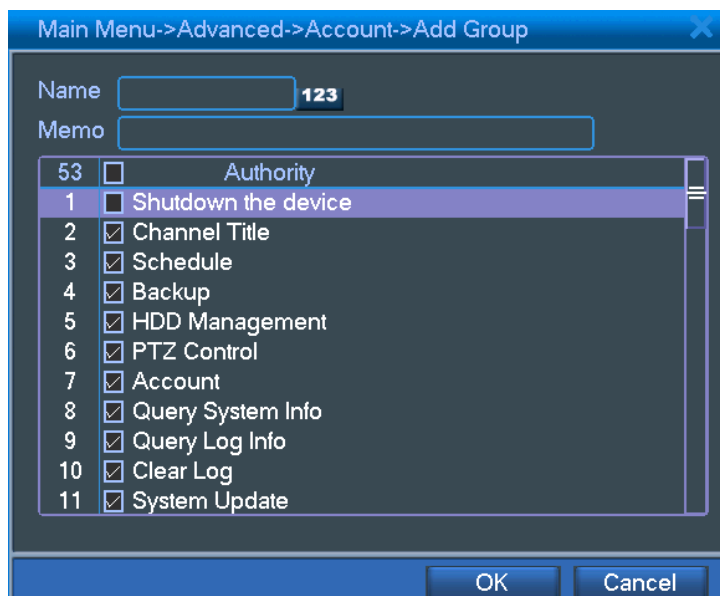 Main Menu->Advanced->Account->Add Group
Name 123
Memo
53 Authority
1 Shutdown the device
2 Channel Title
3 Schedule
4 Backup
5 HDD Management
6 PTZ Control
7 Account
8 Query System Info
9 Query Log Info
10 Clear Log
11 System Update
OK Cancel